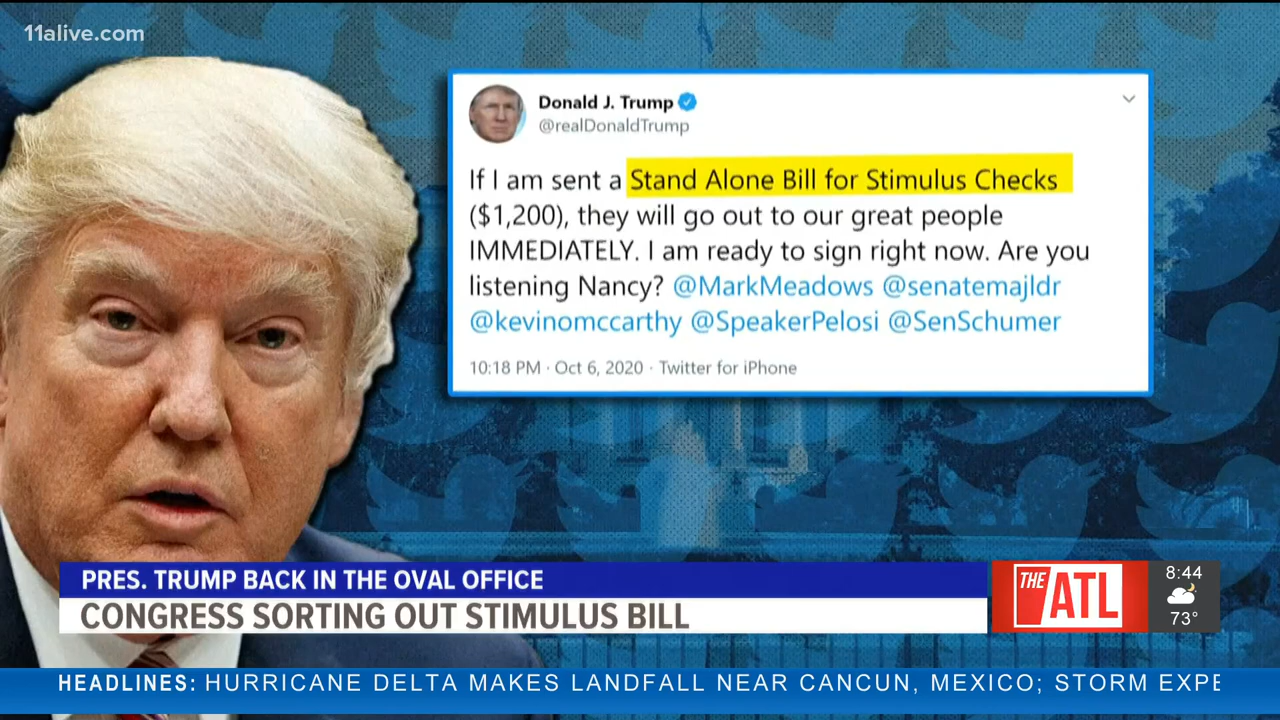 11alive.com
Donald J. Trump
@realDonaldTrump
If I am sent a Stand Alone Bill for Stimulus Checks
($1,200), they will go out to our great people
IMMEDIATELY. I am ready to sign right now. Are you
listening Nancy? @MarkMeadows @senatemajldr
@kevinomccarthy @SpeakerPelosi @SenSchumer
10:18 PM · Oct 6, 2020 · Twitter for iPhone
PRES. TRUMP BACK IN THE OVAL OFFICE
CONGRESS SORTING OUT STIMULUS BILL
THE ATL
8:44
73°
HEADLINES: HURRICANE DELTA MAKES LANDFALL NEAR CANCUN, MEXICO; STORM EXPE